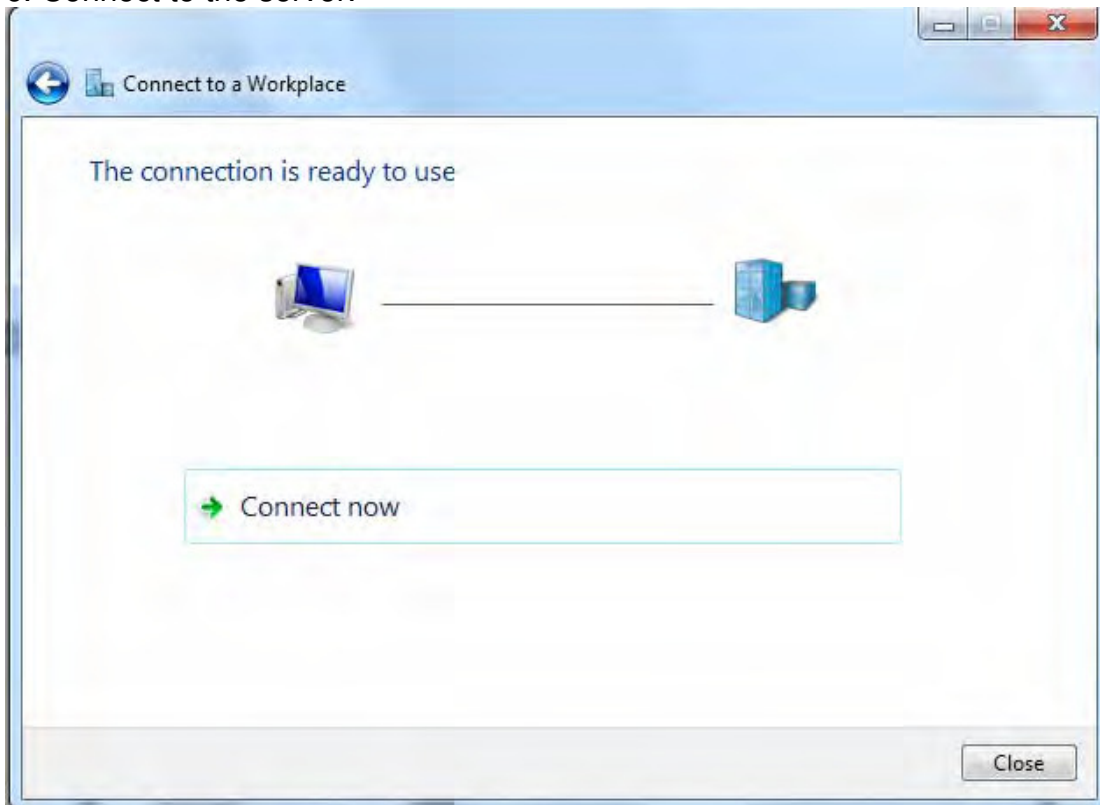 Connect to the server.
Connect to a Workplace
The connection is ready to use
Connect now
Close